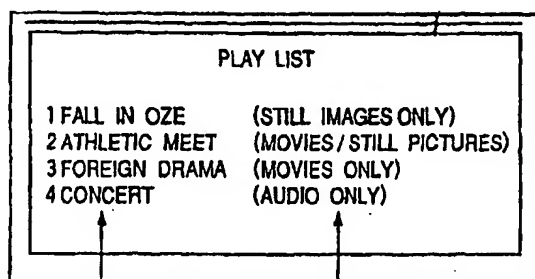 PLAY LIST
1 FALL IN OZE (STILL IMAGES ONLY)
2 ATHLETIC MEET (MOVIES / STILL PICTURES)
3 FOREIGN DRAMA (MOVIES ONLY)
4 CONCERT (AUDIO ONLY)